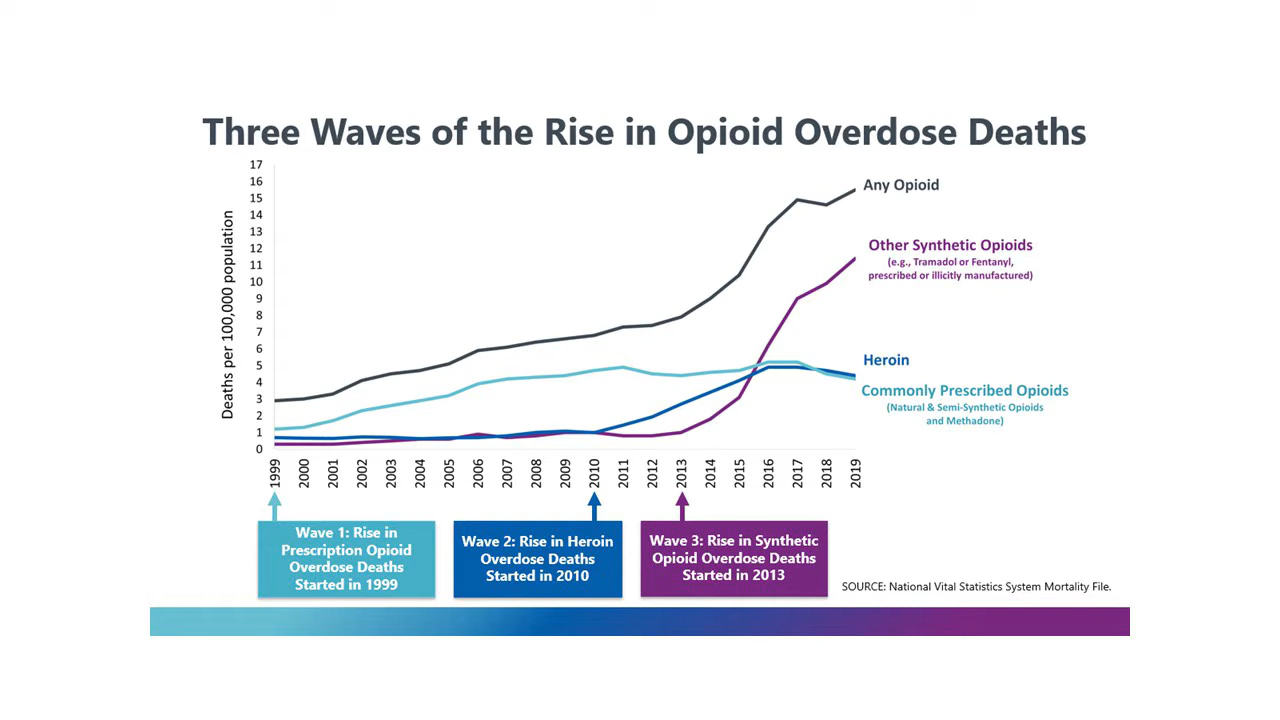 Three Waves of the Rise in Opioid Overdose Deaths
17
16
15
14
13
12
11
10
9
8
7
6
5
4
3
2
1
0
Deaths per 100,000 population
Any Opioid
Other Synthetic Opioids
(e.g., Tramadol or Fentanyl,
prescribed or illicitly manufactured)
Heroin
Commonly Prescribed Opioids
(Natural & Semi-Synthetic Opioids
and Methadone)
1999
2000
2001
2002
2003
2004
2005
2006
2007
2008
2009
2010
2011
2012
2013
2014
2015
2016
2017
2018
2019
Wave 1: Rise in
Prescription Opioid
Overdose Deaths
Started in 1999
Wave 2: Rise in Heroin
Overdose Deaths
Started in 2010
Wave 3: Rise in Synthetic
Opioid Overdose Deaths
Started in 2013
SOURCE: National Vital Statistics System Mortality File.